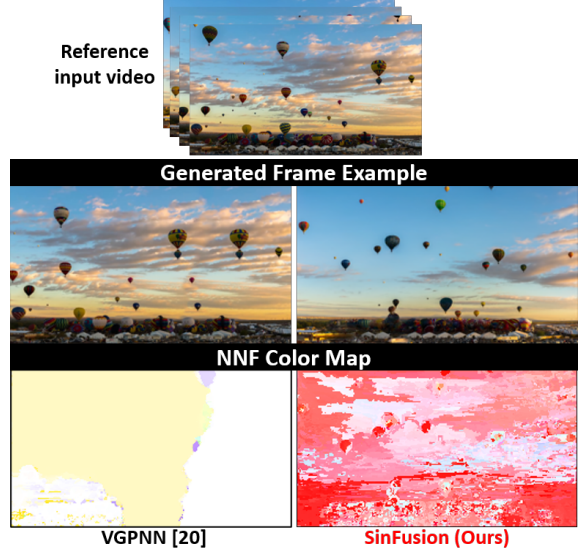 Reference
input video
Generated Frame Example
NNF Color Map
VGPNN [20]
SinFusion (Ours)